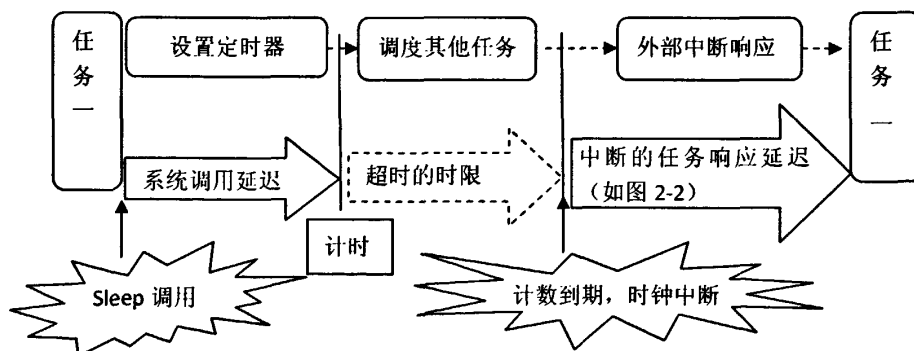 任务一
设置定时器
调度其他任务
外部中断响应
任务一
系统调用延迟
超时的时限
中断的任务响应延迟
（如图 2-2）
计时
Sleep 调用
计数到期，时钟中断